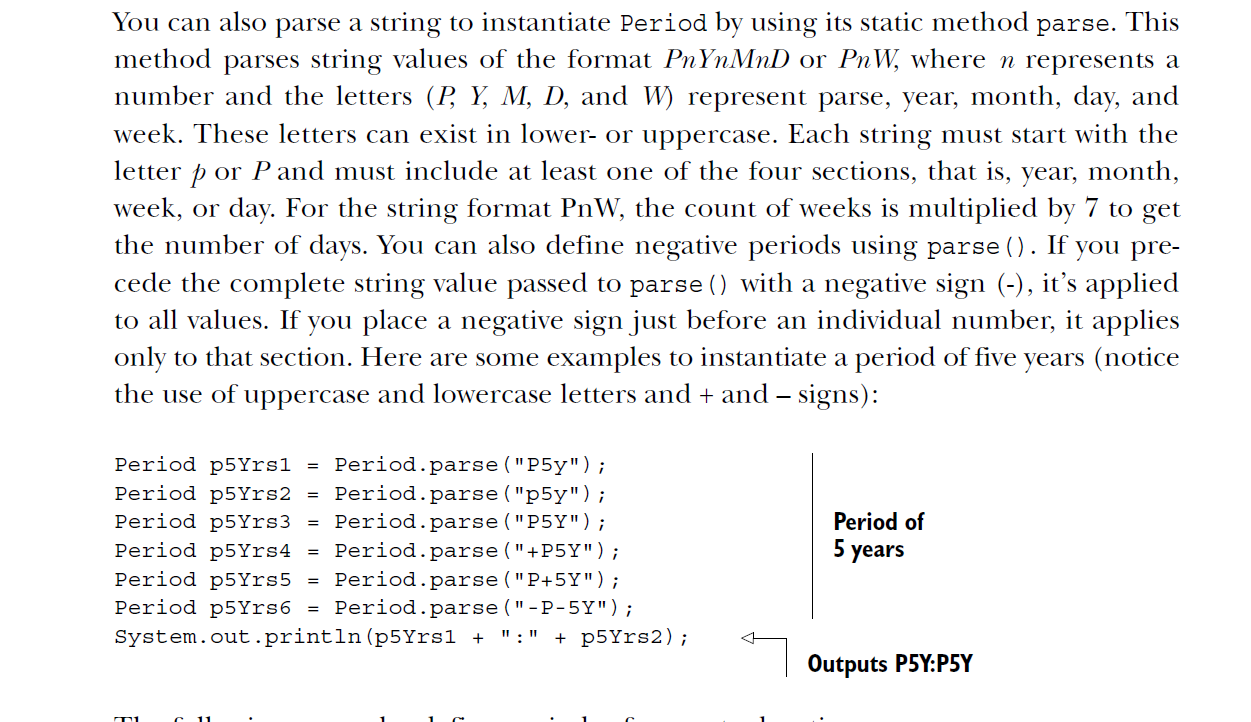 You can also parse a string to instantiate Period by using its static method parse. This
method parses string values of the format PnYnMnD or PnW, where n represents a
number and the letters (P, Y, M, D, and W) represent parse, year, month, day, and
week. These letters can exist in lower- or uppercase. Each string must start with the
letter p or P and must include at least one of the four sections, that is, year, month,
week, or day. For the string format PnW, the count of weeks is multiplied by 7 to get
the number of days. You can also define negative periods using parse(). If you pre-
cede the complete string value passed to parse() with a negative sign (-), it's applied
to all values. If you place a negative sign just before an individual number, it applies
only to that section. Here are some examples to instantiate a period of five years (notice
the use of uppercase and lowercase letters and + and – signs):
Period p5Yrs1 = Period.parse("P5y");
Period p5Yrs2 = Period.parse("p5y");
Period p5Yrs3 = Period.parse("P5Y");
Period p5Yrs4 = Period.parse("+P5Y");
Period p5Yrs5 = Period.parse("P+5Y");
Period p5Yrs6 = Period.parse("-P-5Y");
System.out.println(p5Yrs1 + ":" + p5Yrs2);
Period of
5 years
Outputs P5Y:P5Y